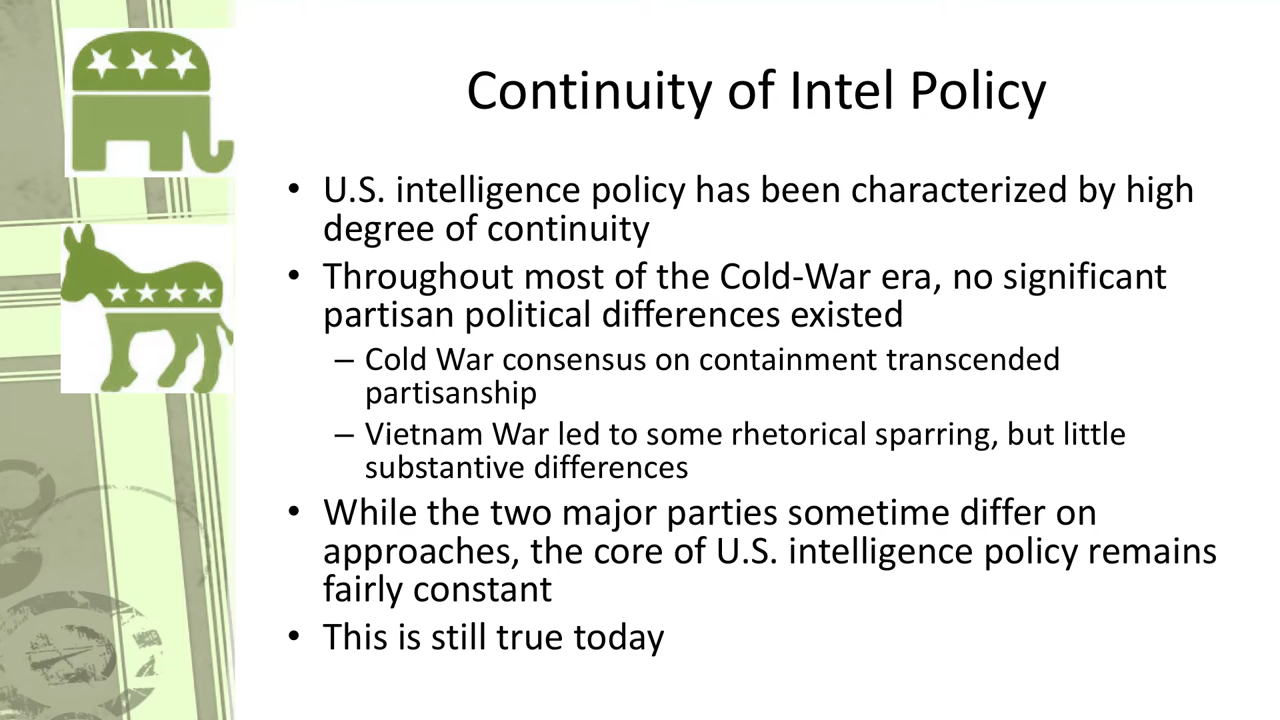 Continuity of Intel Policy
• U.S. intelligence policy has been characterized by high
degree of continuity
• Throughout most of the Cold-War era, no significant
partisan political differences existed
– Cold War consensus on containment transcended
partisanship
– Vietnam War led to some rhetorical sparring, but little
substantive differences
• While the two major parties sometime differ on
approaches, the core of U.S. intelligence policy remains
fairly constant
• This is still true today